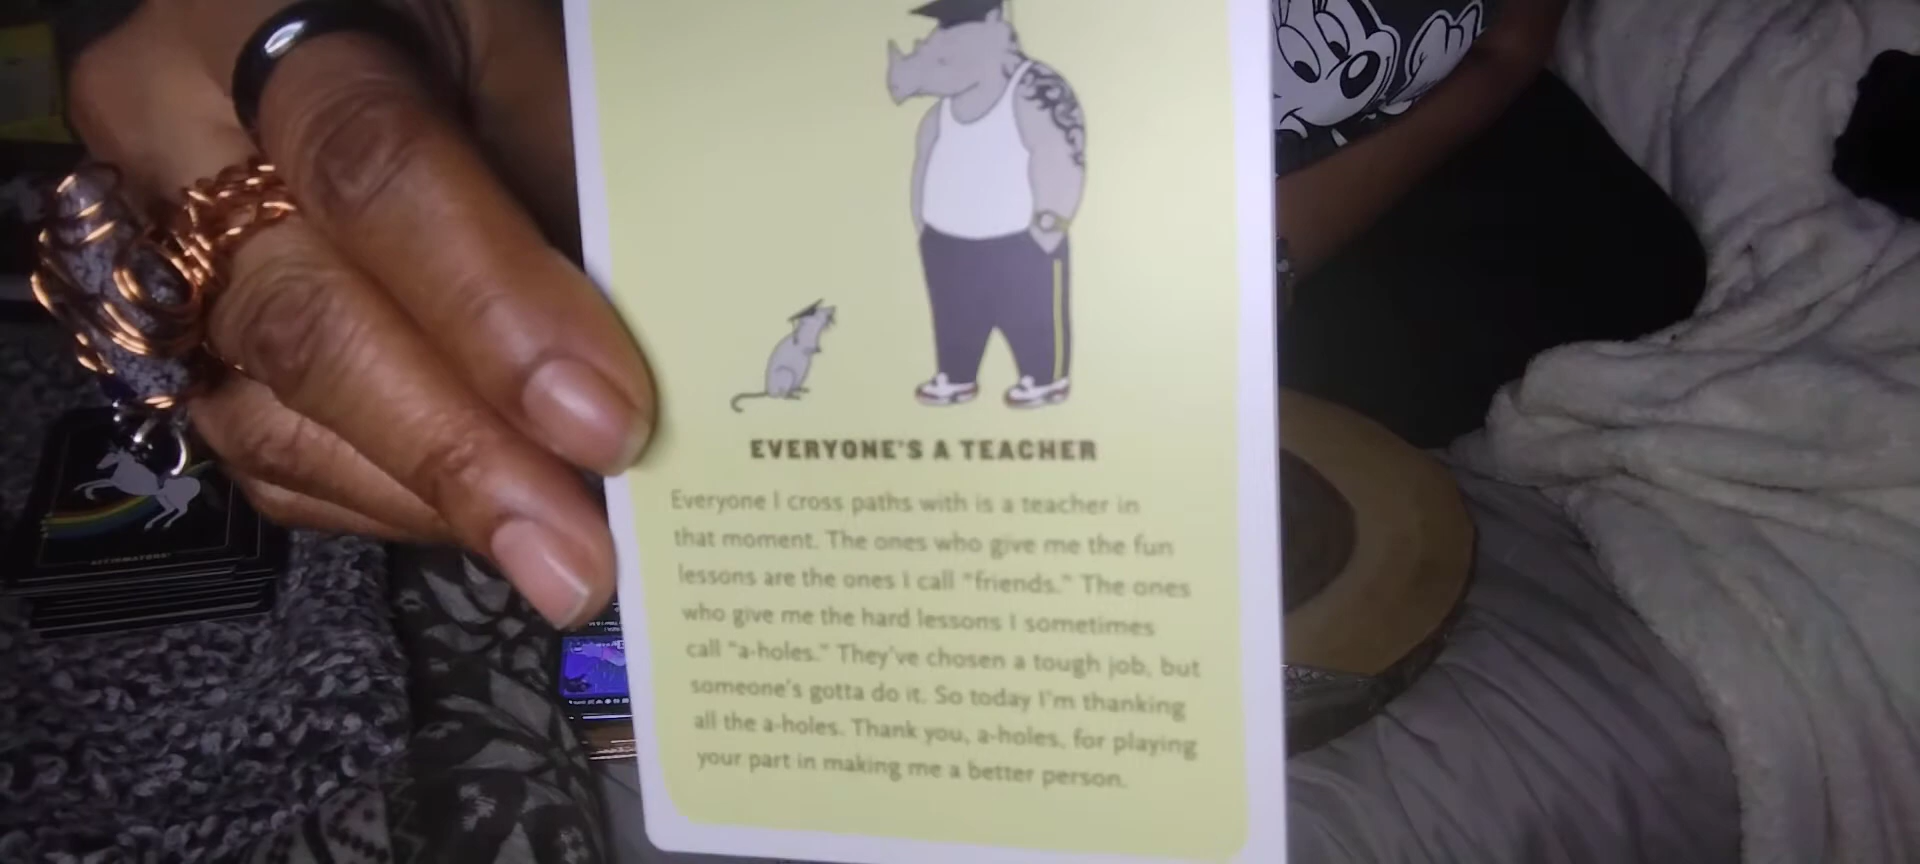 EVERYONE'S A TEACHER
Everyone I cross paths with is a teacher in
that moment. The ones who give me the fun
lessons are the ones I call "friends." The ones
who give me the hard lessons I sometimes
call "a-holes." They've chosen a tough job, but
someone's gotta do it. So today I'm thanking
all the a-holes. Thank you, a-holes, for playing
your part in making me a better person.
AFFIRMATORS!